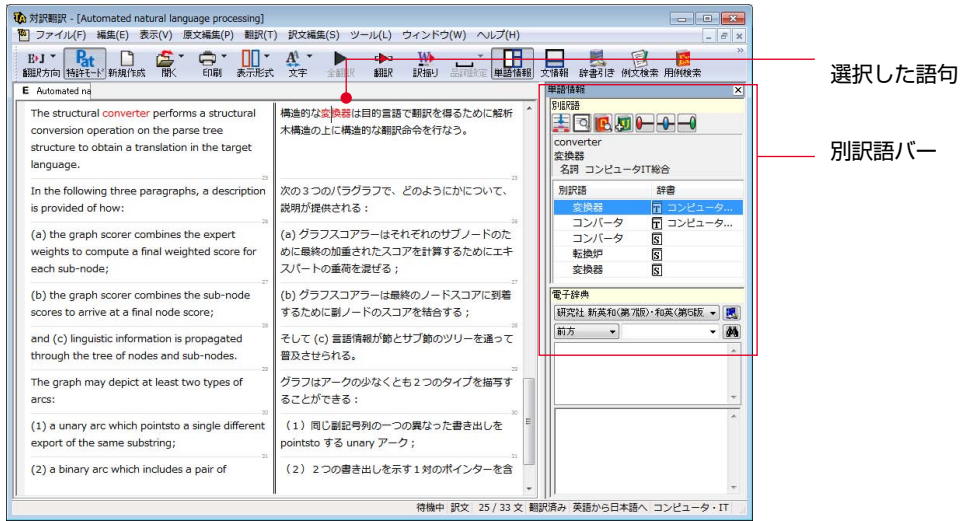 対訳翻訳 - [Automated natural language processing]
ファイル(F) 編集(E) 表示(V) 原文編集(P) 翻訳(T) 訳文編集(S) ツール(L) ウィンドウ(W) ヘルプ(H)
翻訳方向 特許モード 新規作成 開く 印刷 表示形式 文字 全翻訳 翻訳 訳振り 品詞設定 単語情報 文情報 辞書引き 例文検索 用例検索
選択した語句
E Automated na
単語情報
The structural converter performs a structural
conversion operation on the parse tree
structure to obtain a translation in the target
language.
構造的な変換器は目的言語で翻訳を得るために解析
木構造の上に構造的な翻訳命令を行なう。
別訳語
converter
変換器
名詞 コンピュータIT総合
別訳語バー
In the following three paragraphs, a description
is provided of how:
次の3つのパラグラフで、どのようにかについて、
説明が提供される：
別訳語 辞書
変換器 コンピュータ...
コンバータ コンピュータ...
コンバータ S
転換炉 S
変換器 S
(a) the graph scorer combines the expert
weights to compute a final weighted score for
each sub-node;
(a) グラフスコアラーはそれぞれのサブノードのた
めに最終の加重されたスコアを計算するためにエキ
スパートの重荷を混ぜる；
(b) the graph scorer combines the sub-node
scores to arrive at a final node score;
(b) グラフスコアラーは最終のノードスコアに到着
するために副ノードのスコアを結合する；
電子辞典
研究社 新英和(第7版)・和英(第5版
前方
and (c) linguistic information is propagated
through the tree of nodes and sub-nodes.
そして (c) 言語情報が節とサブ節のツリーを通って
普及させられる。
The graph may depict at least two types of
arcs:
グラフはアークの少なくとも2つのタイプを描写す
ることができる：
(1) a unary arc which pointsto a single different
export of the same substring;
（1）同じ副記号列の一つの異なった書き出しを
pointsto する unary アーク；
(2) a binary arc which includes a pair of
（2）2つの書き出しを示す1対のポインターを含
待機中 訳文 25 / 33 文 翻訳済み 英語から日本語へ コンピュータ・IT